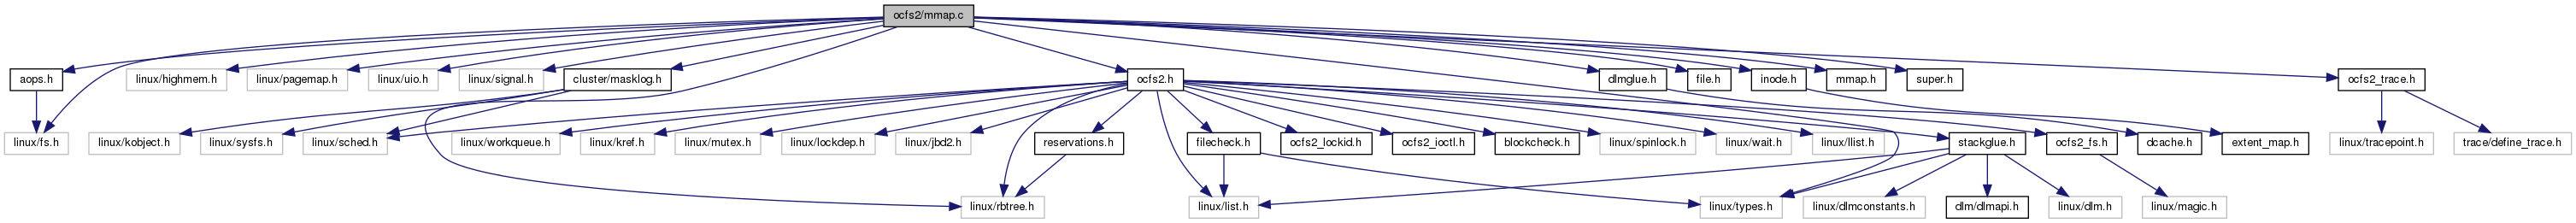 ocfs2/mmap.c
aops.h
linux/highmem.h
linux/pagemap.h
linux/uio.h
linux/signal.h
cluster/masklog.h
ocfs2.h
dlmglue.h
file.h
inode.h
mmap.h
super.h
ocfs2_trace.h
linux/fs.h
linux/kobject.h
linux/sysfs.h
linux/sched.h
linux/workqueue.h
linux/kref.h
linux/mutex.h
linux/lockdep.h
linux/jbd2.h
reservations.h
filecheck.h
ocfs2_lockid.h
ocfs2_ioctl.h
blockcheck.h
linux/spinlock.h
linux/wait.h
linux/llist.h
stackglue.h
ocfs2_fs.h
dcache.h
extent_map.h
linux/tracepoint.h
trace/define_trace.h
linux/rbtree.h
linux/list.h
linux/types.h
linux/dlmconstants.h
dlm/dlmapi.h
linux/dlm.h
linux/magic.h